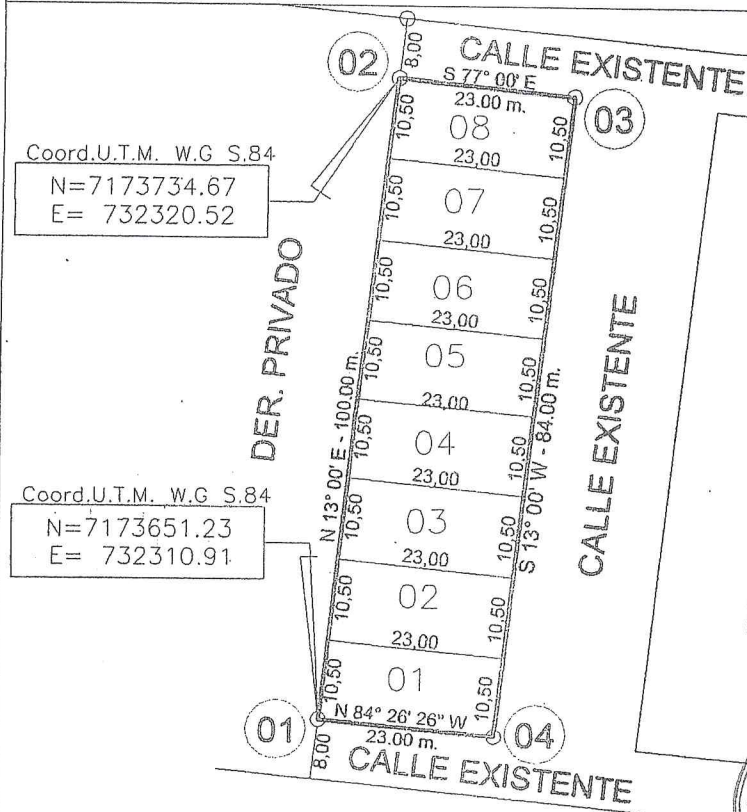 8,00
CALLE EXISTENTE
02
S 77° 00' E
23.00 m.
03
10,50
08
10,50
23,00
Coord.U.T.M. W.G S.84
N=7173734.67
E= 732320.52
10,50
07
10,50
23,00
DER. PRIVADO
10,50
06
10,50
23,00
CALLE EXISTENTE
10,50
05
10,50
23,00
N 13° 00' E - 100.00 m.
S 13° 00' W - 84.00 m.
10,50
04
10,50
23,00
Coord.U.T.M. W.G S.84
N=7173651.23
E= 732310.91
10,50
03
10,50
23,00
10,50
02
10,50
23,00
10,50
01
10,50
N 84° 26' 26" W
01
23.00 m.
04
8,00
CALLE EXISTENTE